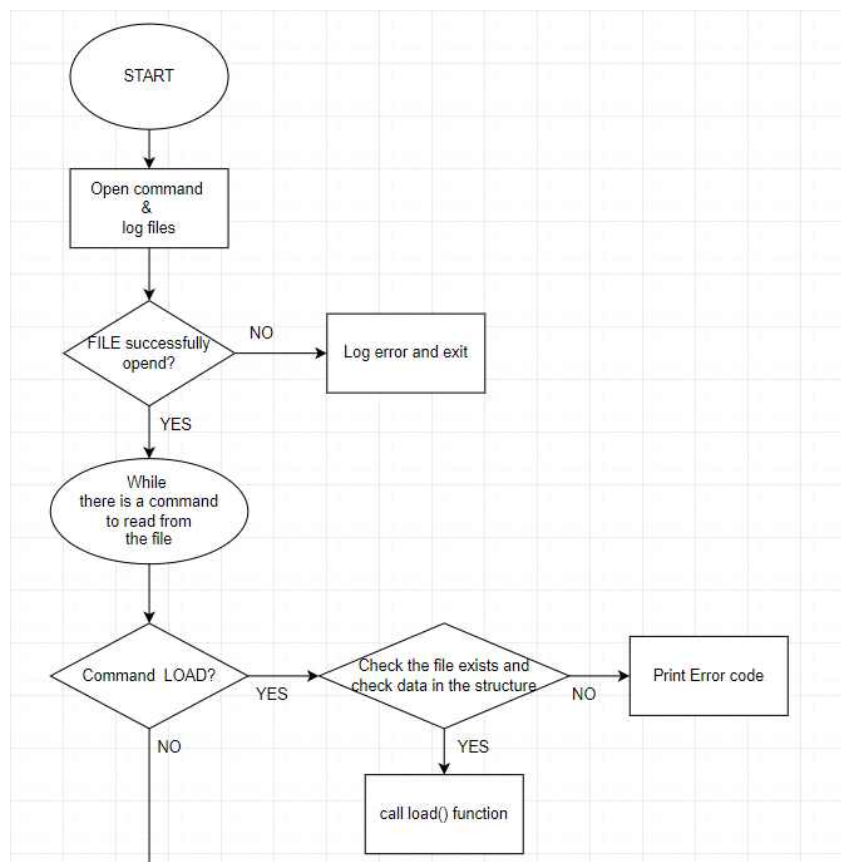 START
Open command
&
log files
FILE successfully
opend?
NO
Log error and exit
YES
While
there is a command
to read from
the file
Command LOAD?
YES
Check the file exists and
check data in the structure
NO
Print Error code
NO
YES
call load() function